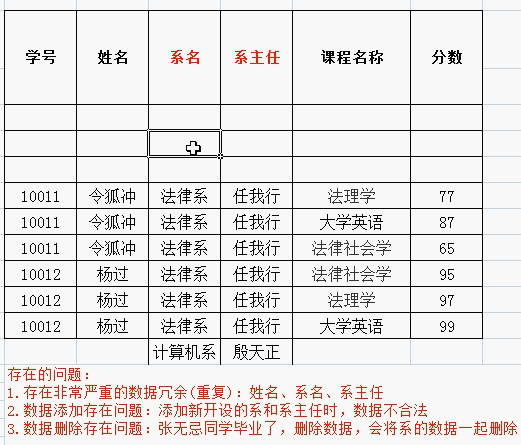 学号 姓名 系名 系主任 课程名称 分数
10011 令狐冲 法律系 任我行 法理学 77
10011 令狐冲 法律系 任我行 大学英语 87
10011 令狐冲 法律系 任我行 法律社会学 65
10012 杨过 法律系 任我行 法律社会学 95
10012 杨过 法律系 任我行 法理学 97
10012 杨过 法律系 任我行 大学英语 99
计算机系 殷天正
存在的问题：
1.存在非常严重的数据冗余(重复)：姓名、系名、系主任
2.数据添加存在问题：添加新开设的系和系主任时，数据不合法
3.数据删除存在问题：张无忌同学毕业了，删除数据，会将系的数据一起删除